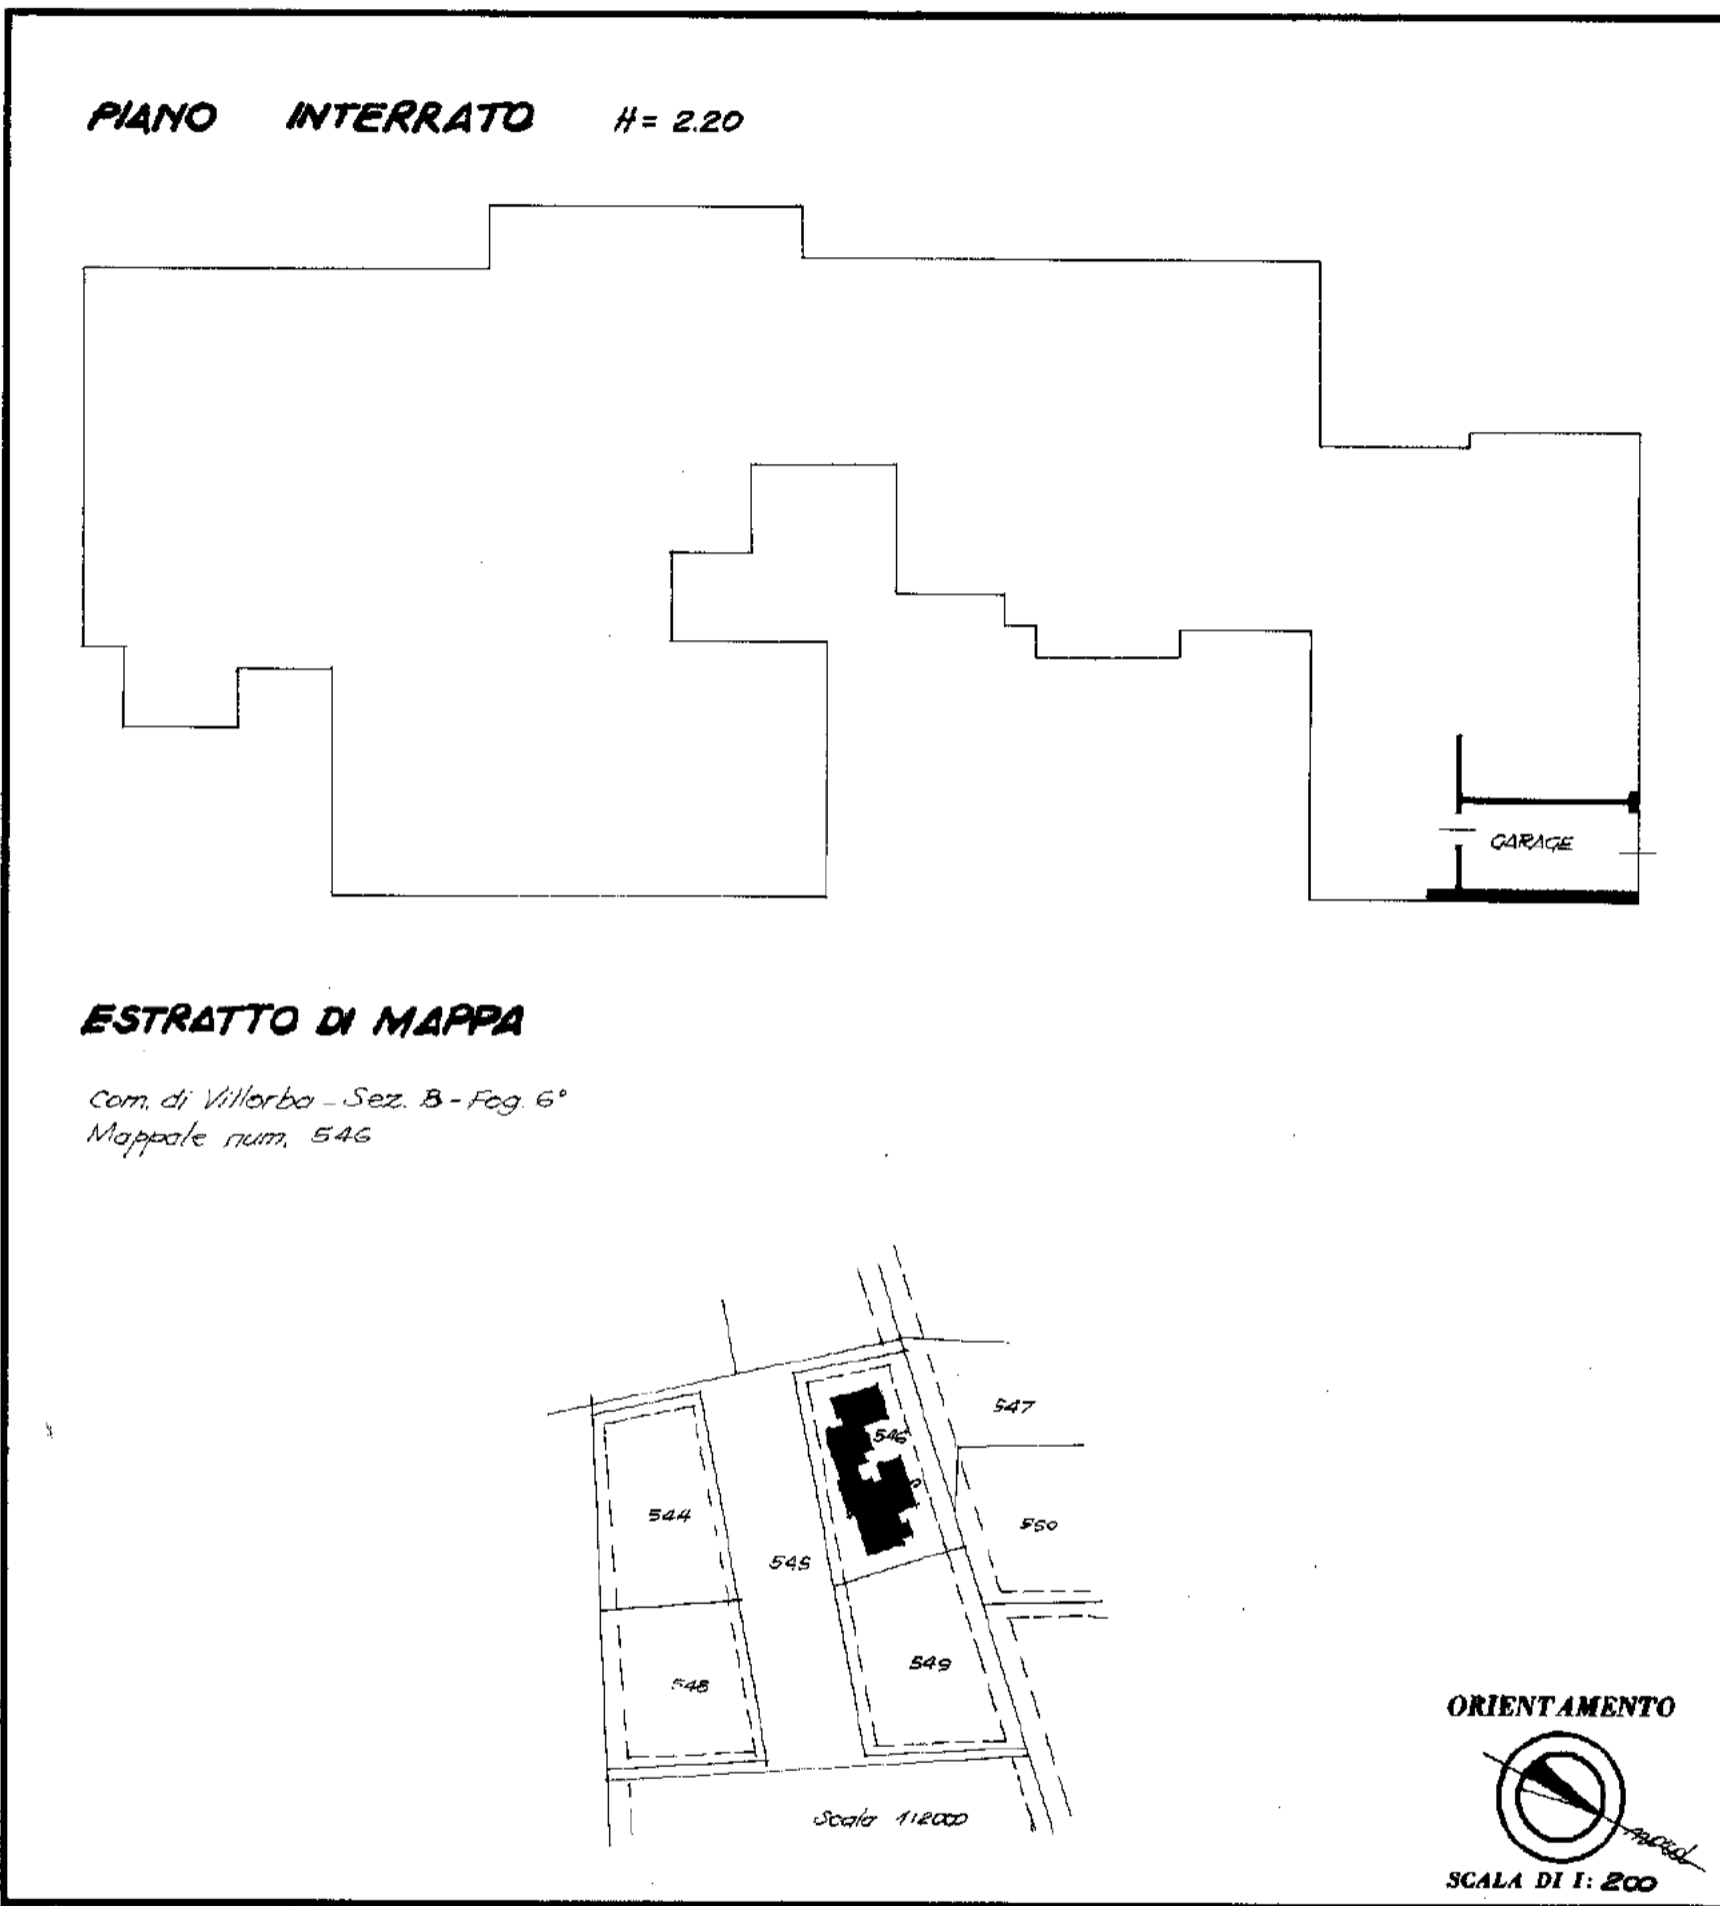 PIANO INTERRATO H = 2.20
GARAGE
ESTRATTO DI MAPPA
Com. di Villorba - Sez. B - Fog. 6°
Mappale num. 546
547
546
544
550
545
549
548
Scala 1:2000
ORIENTAMENTO
SCALA DI 1: 200